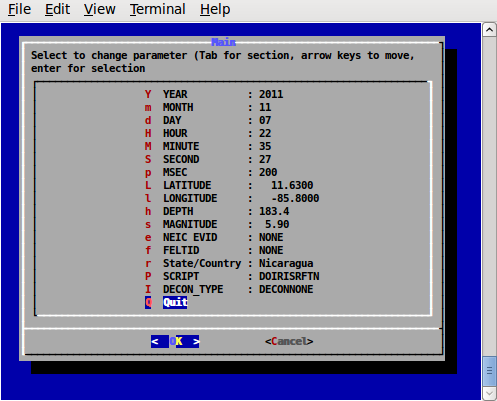 File Edit View Terminal Help
Main
Select to change parameter (Tab for section, arrow keys to move,
enter for selection
Y YEAR : 2011
m MONTH : 11
d DAY : 07
H HOUR : 22
M MINUTE : 35
S SECOND : 27
p MSEC : 200
L LATITUDE : 11.6300
l LONGITUDE : -85.8000
h DEPTH : 183.4
s MAGNITUDE : 5.90
e NEIC EVID : NONE
f FELTID : NONE
r State/Country : Nicaragua
P SCRIPT : DOIRISRFTN
I DECON_TYPE : DECONNONE
Q Quit
< OK > <Cancel>